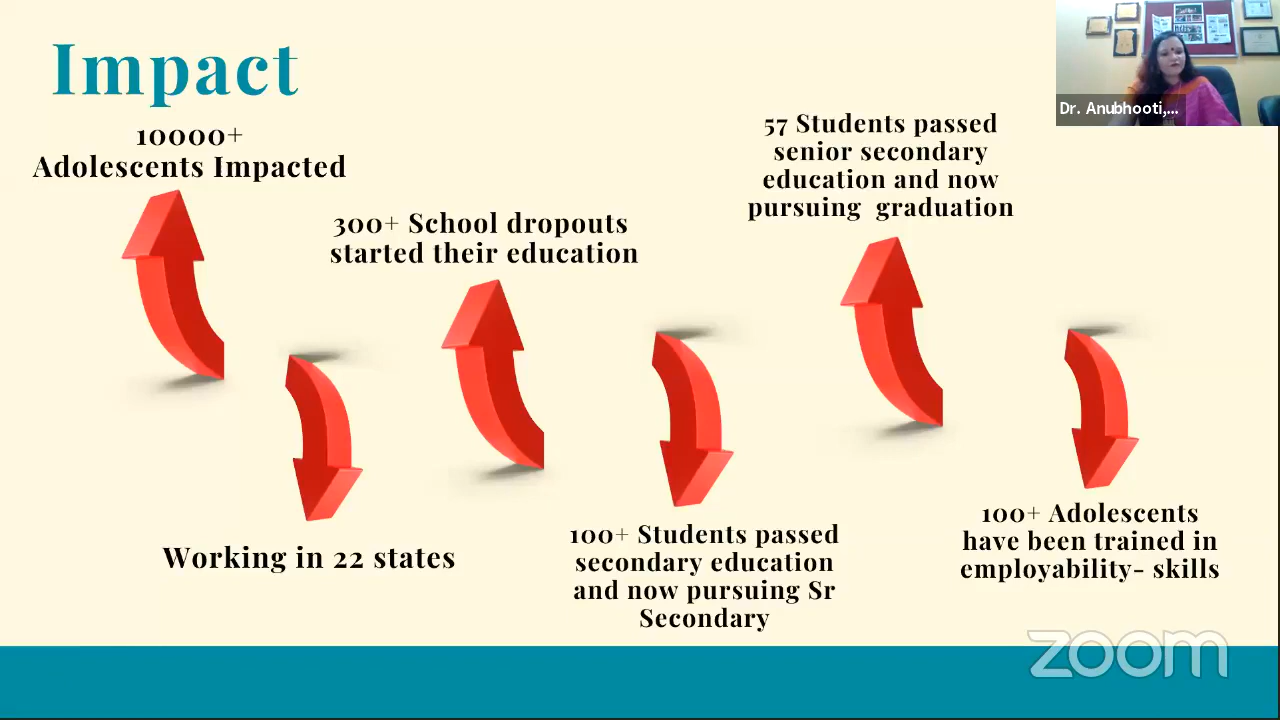 Impact
10000+
Adolescents Impacted
300+ School dropouts
started their education
57 Students passed
senior secondary
education and now
pursuing graduation
Working in 22 states
100+ Students passed
secondary education
and now pursuing Sr
Secondary
100+ Adolescents
have been trained in
employability- skills
Dr. Anubhooti,...
zoom